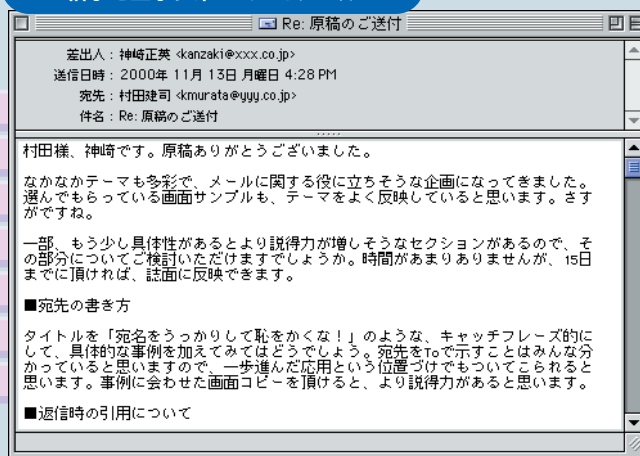 Re: 原稿のご送付
差出人：神崎正英 <kanzaki@xxx.co.jp>
送信日時：2000年 11月 13日 月曜日 4:28 PM
宛先：村田建司 <kmurata@yyy.co.jp>
件名：Re: 原稿のご送付
村田様、神崎です。原稿ありがとうございました。
なかなかテーマも多彩で、メールに関する役に立ちそうな企画になってきました。
選んでもらっている画面サンプルも、テーマをよく反映していると思います。さす
がですね。
一部、もう少し具体性があるとより説得力が増しそうなセクションがあるので、そ
の部分についてご検討いただけますでしょうか。時間があまりありませんが、15日
までに頂ければ、誌面に反映できます。
■宛先の書き方
タイトルを「宛名をうっかりして恥をかくな！」のような、キャッチフレーズ的に
して、具体的な事例を加えてみてはどうでしょう。宛先をToで示すことはみんな分
かっていると思いますので、一歩進んだ応用という位置づけでもついてこられると
思います。事例に会わせた画面コピーを頂けると、より説得力があると思います。
■返信時の引用について